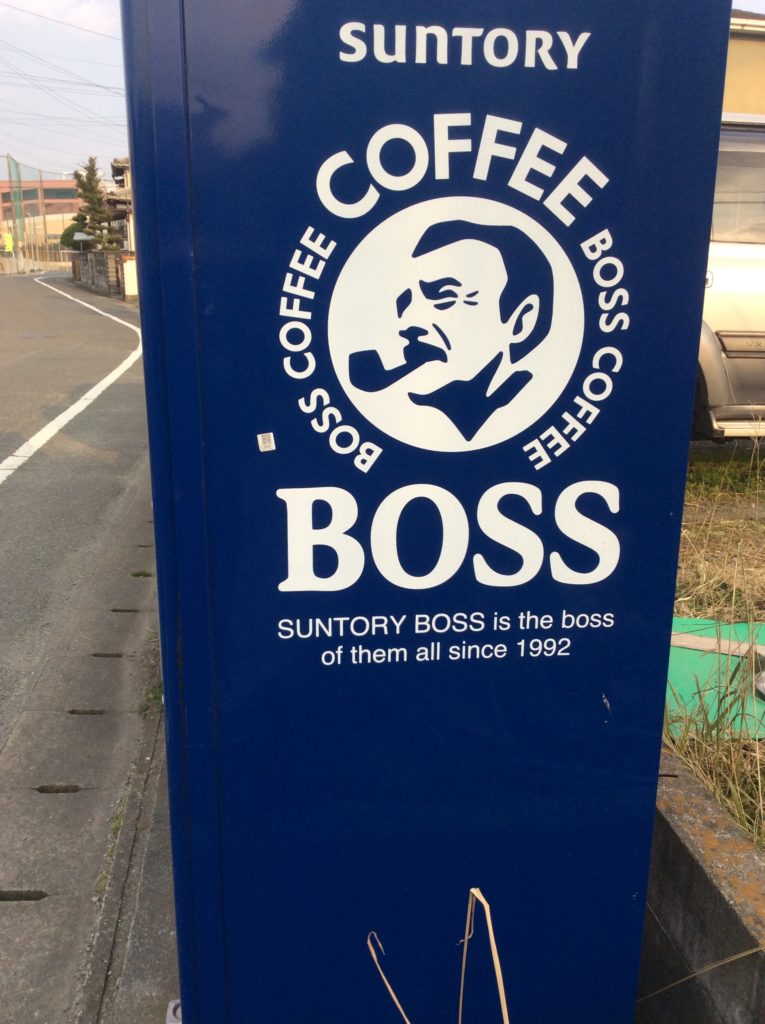 SUNTORY
COFFEE
BOSS COFFEE
BOSS COFFEE
BOSS
SUNTORY BOSS is the boss
of them all since 1992